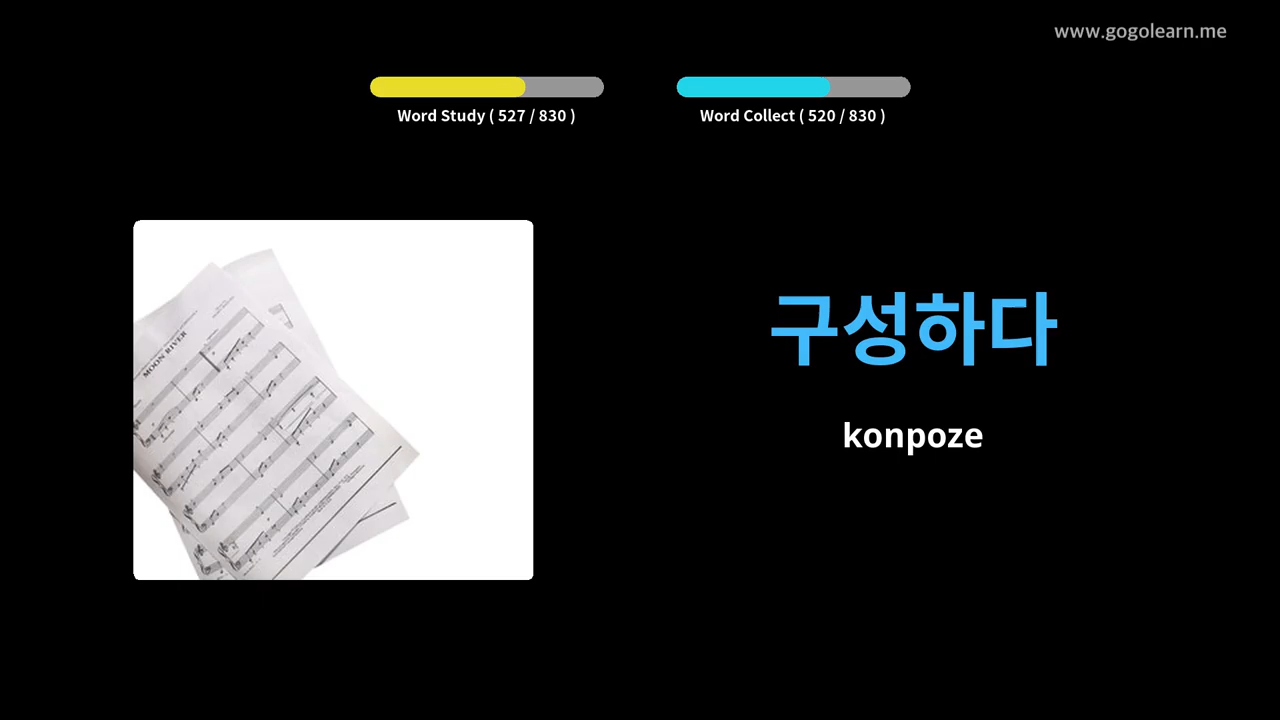 www.gogolearn.me
Word Study ( 527 / 830 )
Word Collect ( 520 / 830 )
MOON RIVER
구성하다
konpoze